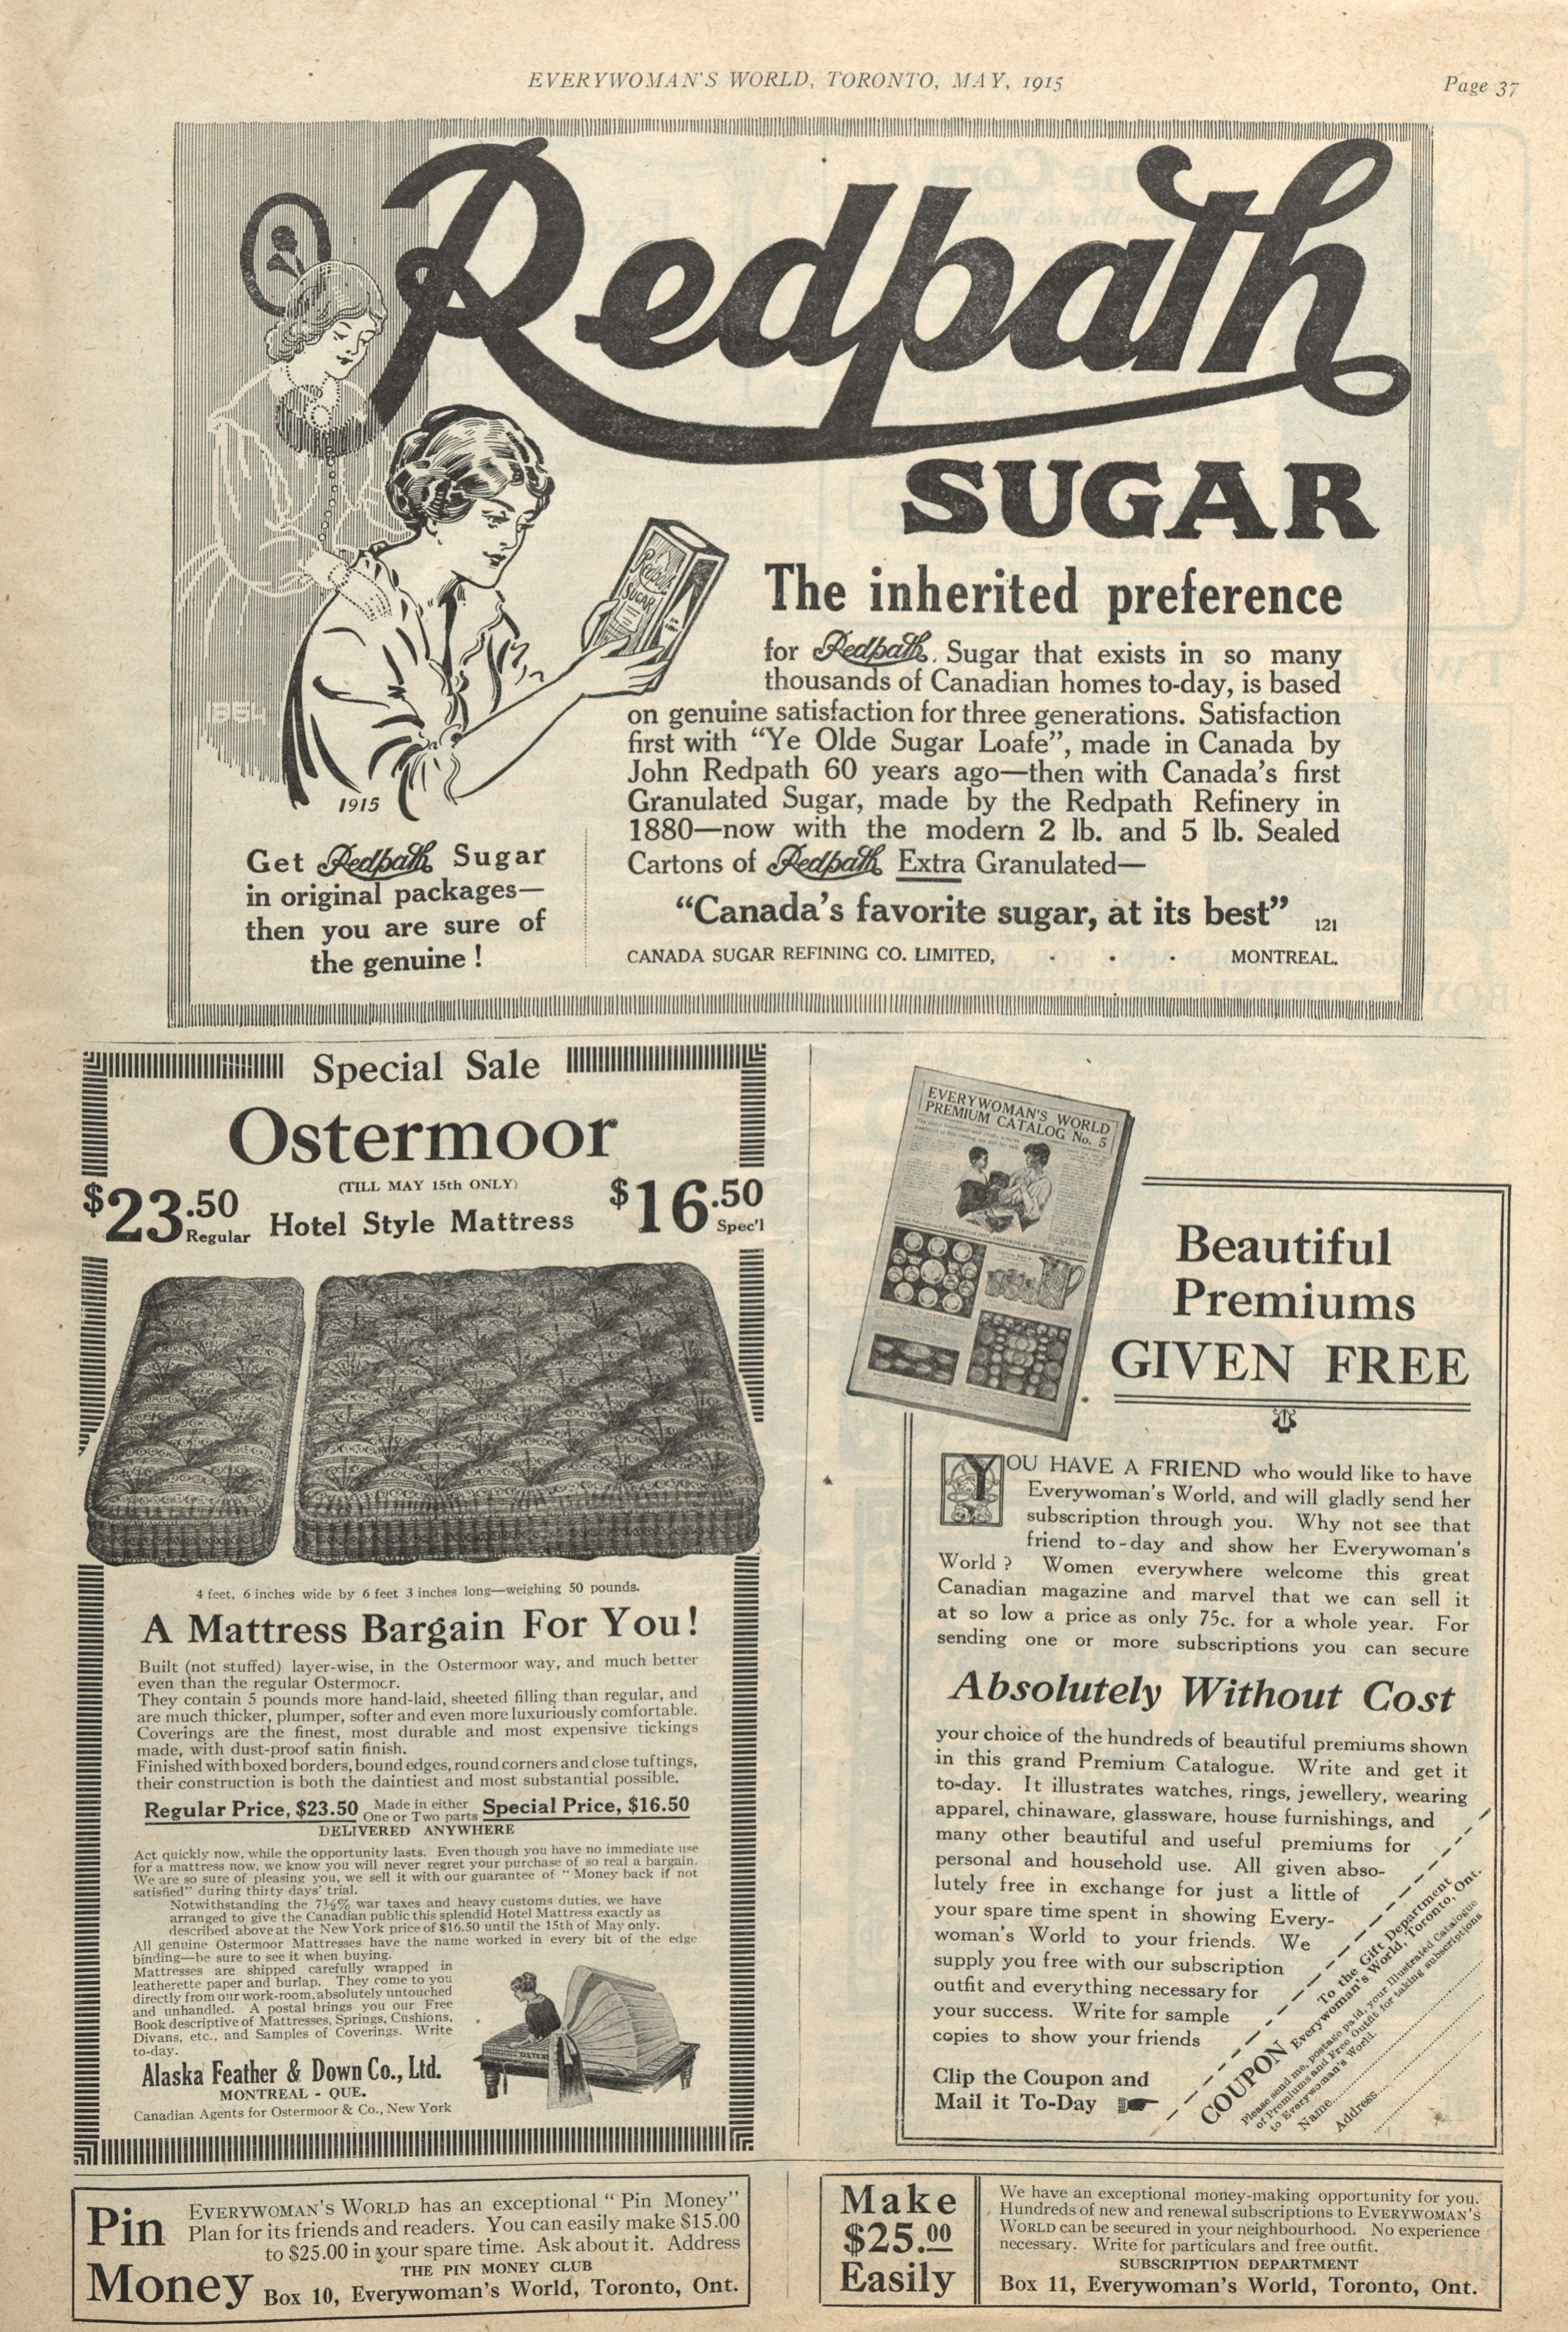 EVERYWOMAN'S WORLD, TORONTO, MAY, 1915
Page 37
Redpath
SUGAR
Redpath
SUGAR
1854
1915
The inherited preference
for Redpath Sugar that exists in so many
thousands of Canadian homes to-day, is based
on genuine satisfaction for three generations. Satisfaction
first with "Ye Olde Sugar Loafe", made in Canada by
John Redpath 60 years ago—then with Canada's first
Granulated Sugar, made by the Redpath Refinery in
1880—now with the modern 2 lb. and 5 lb. Sealed
Cartons of Redpath Extra Granulated—
"Canada's favorite sugar, at its best" 121
CANADA SUGAR REFINING CO. LIMITED, - - - MONTREAL.
Get Redpath Sugar
in original packages—
then you are sure of
the genuine !
Special Sale
Ostermoor
(TILL MAY 15th ONLY)
$23.50 Regular
Hotel Style Mattress
$16.50 Spec'l
4 feet, 6 inches wide by 6 feet 3 inches long—weighing 50 pounds.
A Mattress Bargain For You!
Built (not stuffed) layer-wise, in the Ostermoor way, and much better
even than the regular Ostermoor.
They contain 5 pounds more hand-laid, sheeted filling than regular, and
are much thicker, plumper, softer and even more luxuriously comfortable.
Coverings are the finest, most durable and most expensive tickings
made, with dust-proof satin finish.
Finished with boxed borders, bound edges, round corners and close tuftings,
their construction is both the daintiest and most substantial possible.
Regular Price, $23.50 Made in either One or Two parts Special Price, $16.50
DELIVERED ANYWHERE
Act quickly now, while the opportunity lasts. Even though you have no immediate use
for a mattress now, we know you will never regret your purchase of so real a bargain.
We are so sure of pleasing you, we sell it with our guarantee of "Money back if not
satisfied" during thirty days' trial.
Notwithstanding the 7½% war taxes and heavy customs duties, we have
arranged to give the Canadian public this splendid Hotel Mattress exactly as
described above at the New York price of $16.50 until the 15th of May only.
All genuine Ostermoor Mattresses have the name worked in every bit of the edge
binding—be sure to see it when buying.
Mattresses are shipped carefully wrapped in
leatherette paper and burlap. They come to you
directly from our work-room, absolutely untouched
and unhandled. A postal brings you our Free
Book descriptive of Mattresses, Springs, Cushions,
Divans, etc., and Samples of Coverings. Write
to-day.
Alaska Feather & Down Co., Ltd.
MONTREAL - QUE.
Canadian Agents for Ostermoor & Co., New York
EVERYWOMAN'S WORLD
PREMIUM CATALOG No. 5
Beautiful
Premiums
GIVEN FREE
YOU HAVE A FRIEND who would like to have
Everywoman's World, and will gladly send her
subscription through you. Why not see that
friend to-day and show her Everywoman's
World ? Women everywhere welcome this great
Canadian magazine and marvel that we can sell it
at so low a price as only 75c. for a whole year. For
sending one or more subscriptions you can secure
Absolutely Without Cost
your choice of the hundreds of beautiful premiums shown
in this grand Premium Catalogue. Write and get it
to-day. It illustrates watches, rings, jewellery, wearing
apparel, chinaware, glassware, house furnishings, and
many other beautiful and useful premiums for
personal and household use. All given abso-
lutely free in exchange for just a little of
your spare time spent in showing Every-
woman's World to your friends. We
supply you free with our subscription
outfit and everything necessary for
your success. Write for sample
copies to show your friends
Clip the Coupon and
Mail it To-Day
COUPON
To the Gift Department
Everywoman's World, Toronto, Ont.
Please send me, postage paid, your Illustrated Catalogue
of Premiums and Free Outfit for taking subscriptions
to Everywoman's World.
Name
Address
Pin
Money
EVERYWOMAN'S WORLD has an exceptional "Pin Money"
Plan for its friends and readers. You can easily make $15.00
to $25.00 in your spare time. Ask about it. Address
THE PIN MONEY CLUB
Box 10, Everywoman's World, Toronto, Ont.
Make
$25.00
Easily
We have an exceptional money-making opportunity for you.
Hundreds of new and renewal subscriptions to EVERYWOMAN'S
WORLD can be secured in your neighbourhood. No experience
necessary. Write for particulars and free outfit.
SUBSCRIPTION DEPARTMENT
Box 11, Everywoman's World, Toronto, Ont.